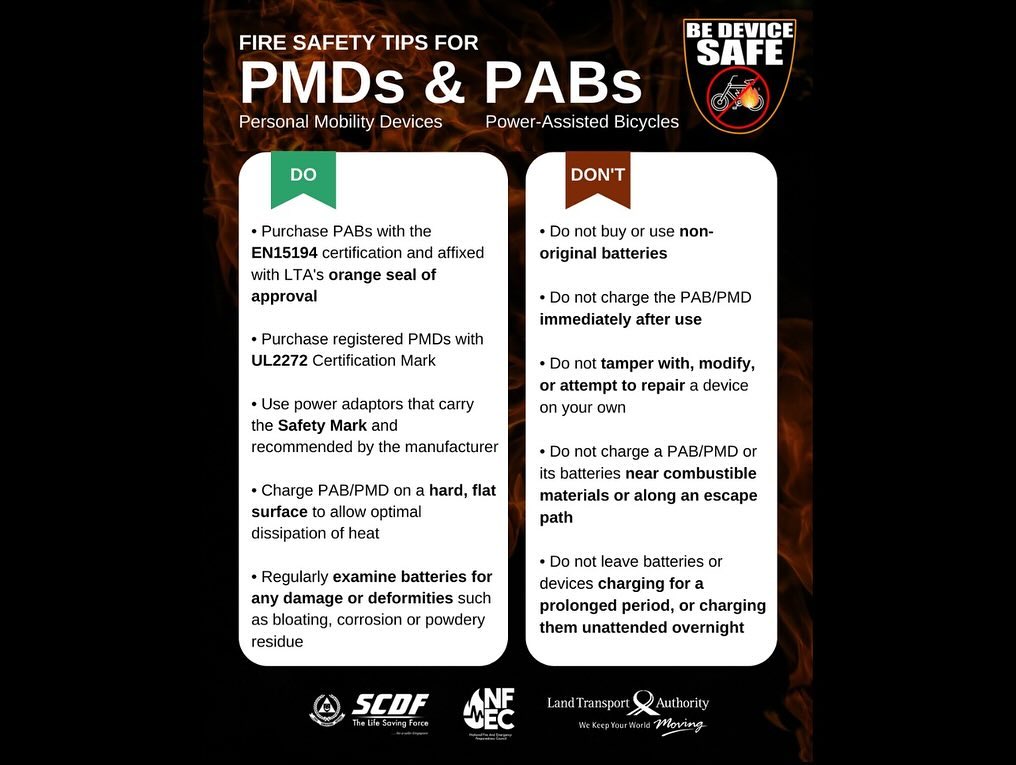 FIRE SAFETY TIPS FOR
PMDs & PABs
Personal Mobility Devices
Power-Assisted Bicycles
BE DEVICE
SAFE
DO
• Purchase PABs with the
EN15194 certification and affixed
with LTA's orange seal of
approval
• Purchase registered PMDs with
UL2272 Certification Mark
• Use power adaptors that carry
the Safety Mark and
recommended by the manufacturer
• Charge PAB/PMD on a hard, flat
surface to allow optimal
dissipation of heat
• Regularly examine batteries for
any damage or deformities such
as bloating, corrosion or powdery
residue
DON'T
• Do not buy or use non-
original batteries
• Do not charge the PAB/PMD
immediately after use
• Do not tamper with, modify,
or attempt to repair a device
on your own
• Do not charge a PAB/PMD or
its batteries near combustible
materials or along an escape
path
• Do not leave batteries or
devices charging for a
prolonged period, or charging
them unattended overnight
SCDF
The Life Saving Force
...for a safer Singapore
NF
EC
National Fire And Emergency
Preparedness Council
Land Transport Authority
We Keep Your World Moving